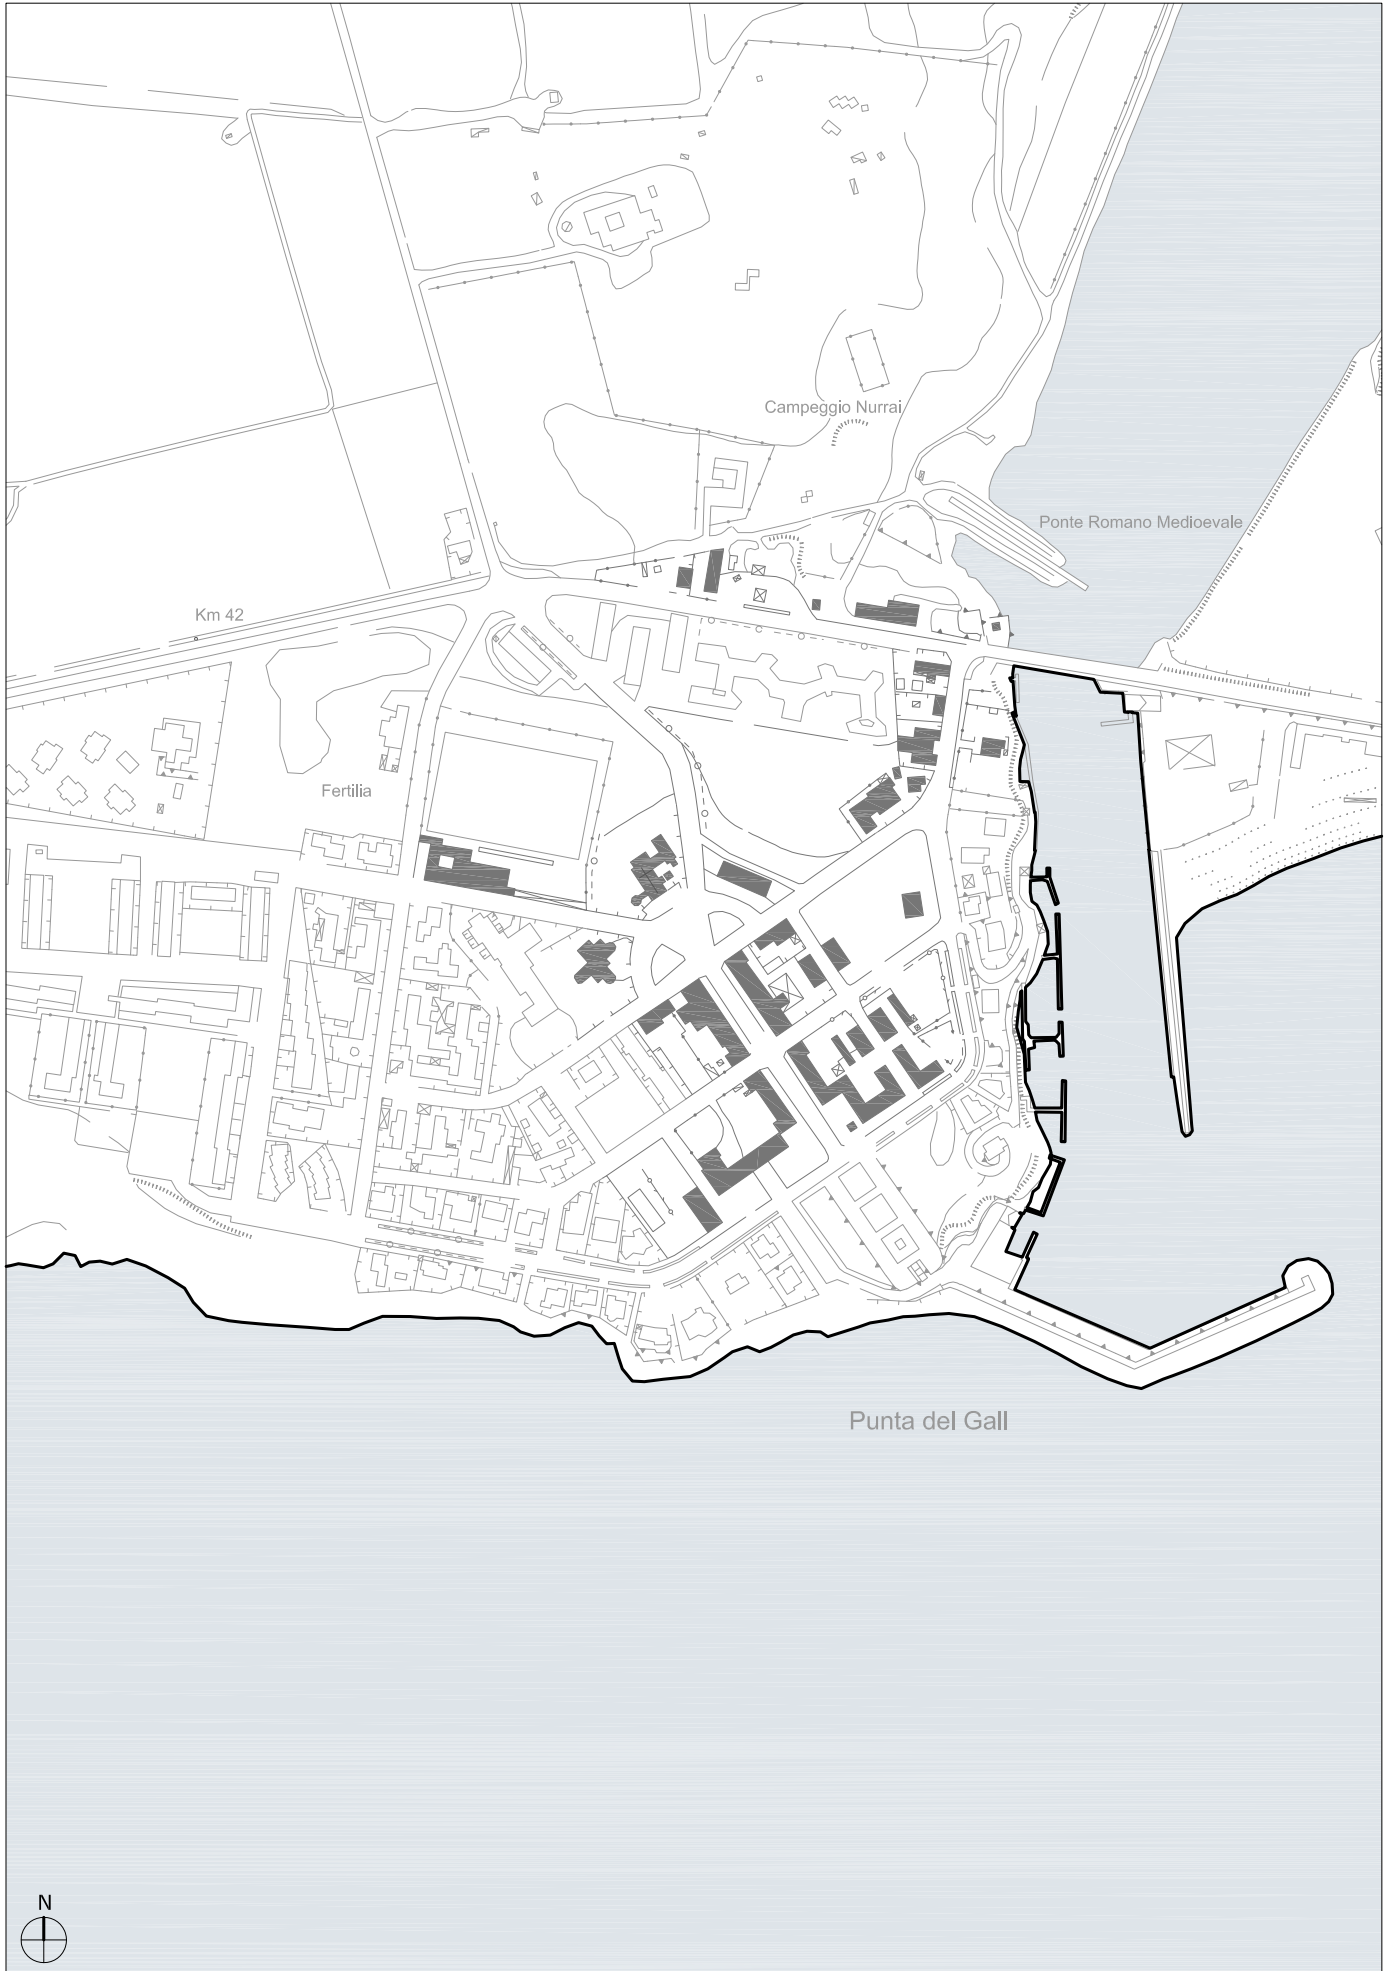 Campeggio Nurrai
Ponte Romano Medioevale
Km 42
Fertilia
Punta del Gall
N